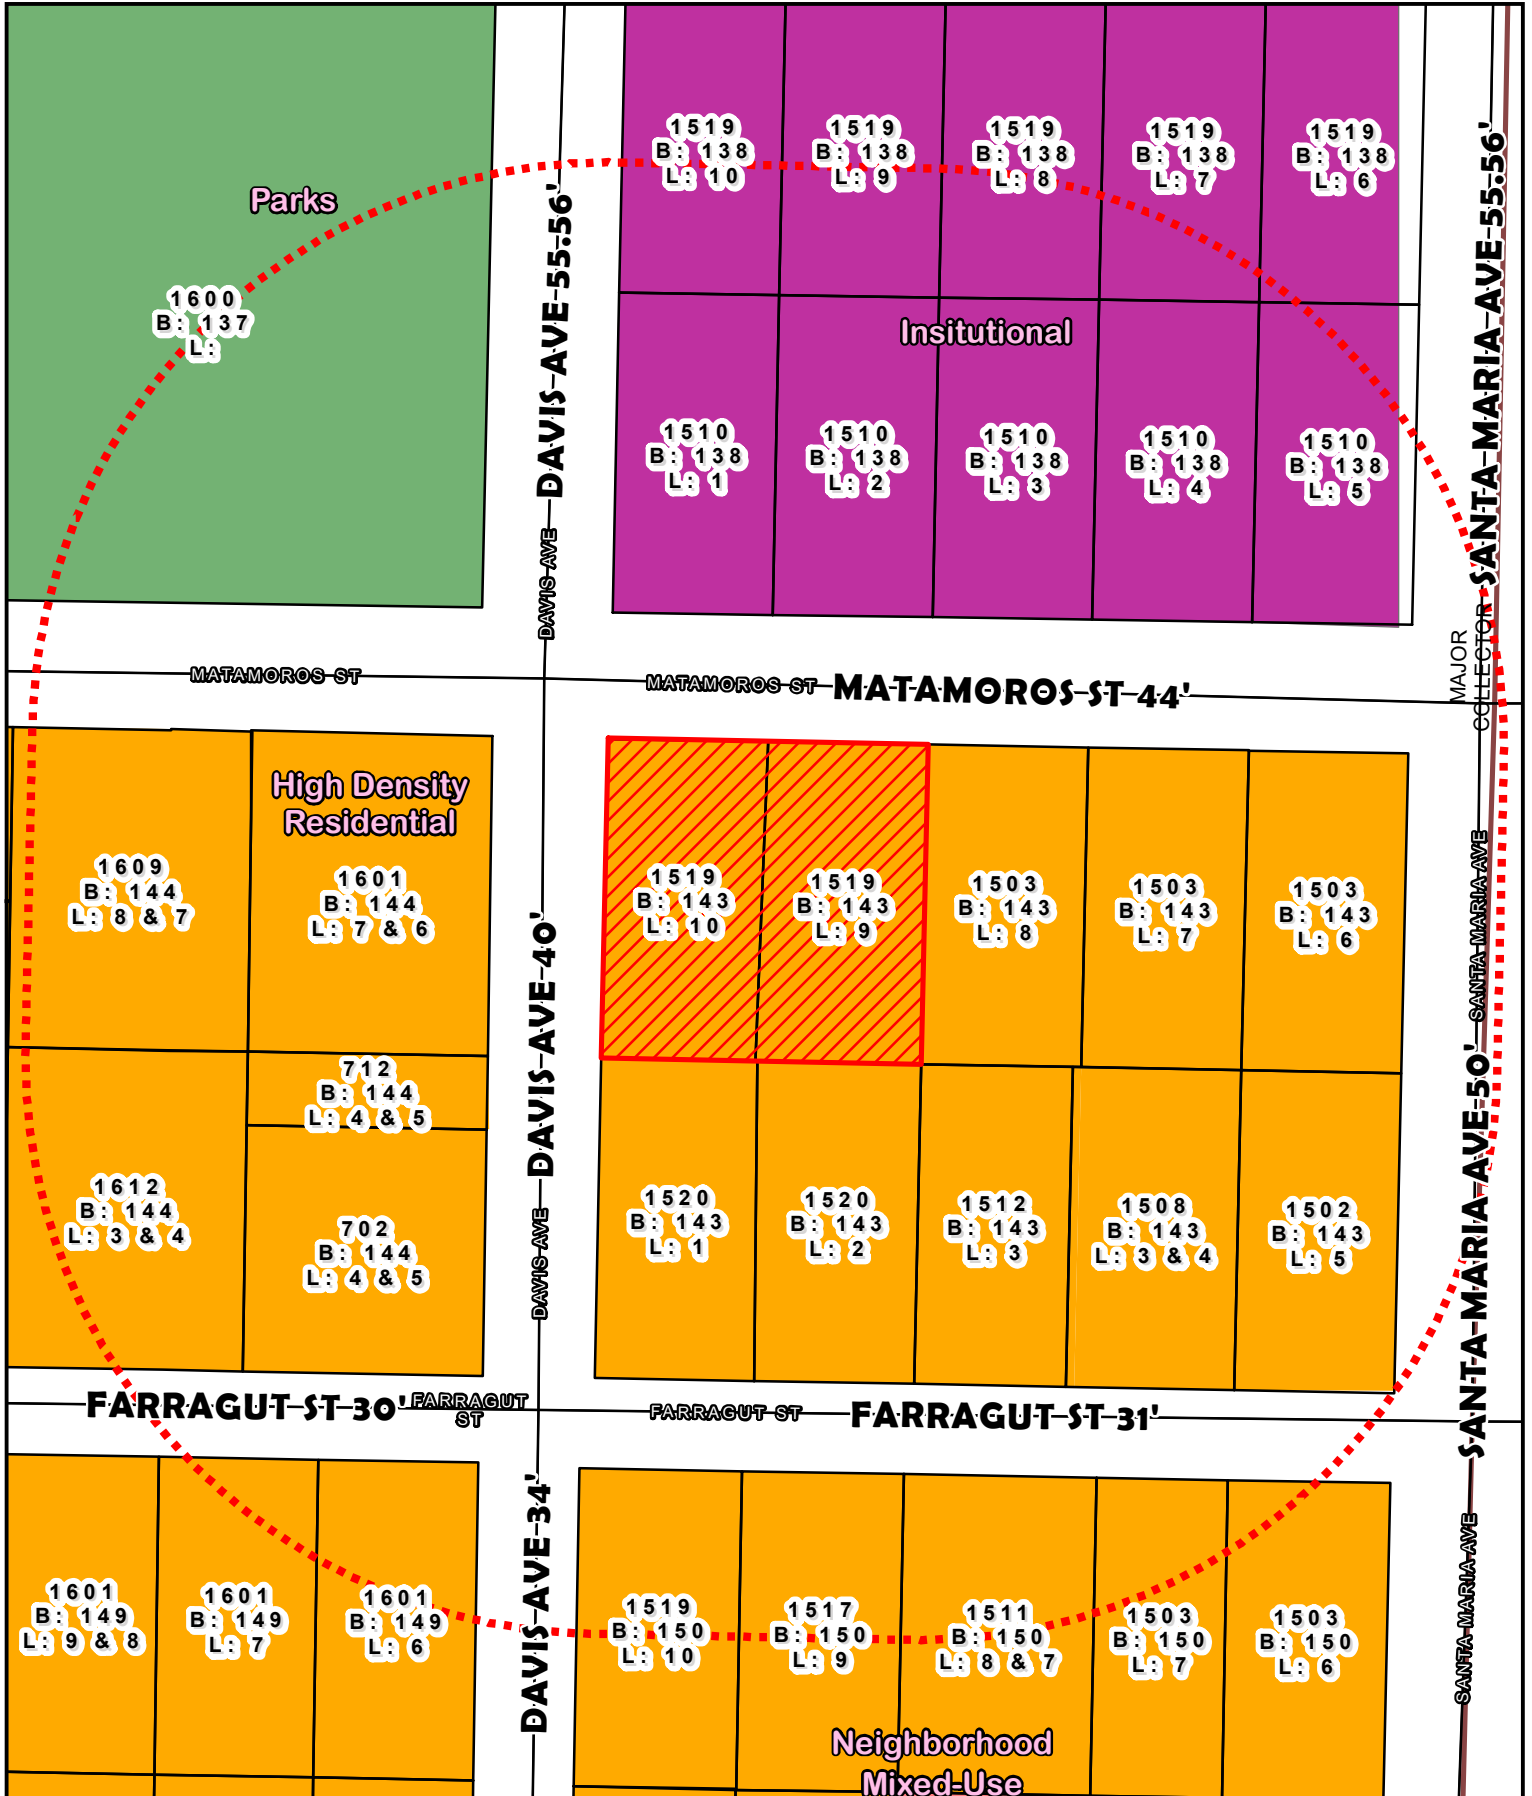 Parks
1600
B: 137
L:
1519
B: 138
L: 10
1519
B: 138
L: 9
1519
B: 138
L: 8
1519
B: 138
L: 7
1519
B: 138
L: 6
Insitutional
1510
B: 138
L: 1
1510
B: 138
L: 2
1510
B: 138
L: 3
1510
B: 138
L: 4
1510
B: 138
L: 5
DAVIS AVE 55.56'
DAVIS AVE
SANTA MARIA AVE 55.56'
MAJOR
COLLECTOR
MATAMOROS ST
MATAMOROS ST
MATAMOROS ST 44'
High Density
Residential
1609
B: 144
L: 8 & 7
1601
B: 144
L: 7 & 6
712
B: 144
L: 4 & 5
1612
B: 144
L: 3 & 4
702
B: 144
L: 4 & 5
DAVIS AVE 40'
DAVIS AVE
1519
B: 143
L: 10
1519
B: 143
L: 9
1503
B: 143
L: 8
1503
B: 143
L: 7
1503
B: 143
L: 6
1520
B: 143
L: 1
1520
B: 143
L: 2
1512
B: 143
L: 3
1508
B: 143
L: 3 & 4
1502
B: 143
L: 5
SANTA MARIA AVE
SANTA MARIA AVE 50'
FARRAGUT ST 30'
FARRAGUT
ST
FARRAGUT ST
FARRAGUT ST 31'
DAVIS AVE 34'
SANTA MARIA AVE
1601
B: 149
L: 9 & 8
1601
B: 149
L: 7
1601
B: 149
L: 6
1519
B: 150
L: 10
1517
B: 150
L: 9
1511
B: 150
L: 8 & 7
1503
B: 150
L: 7
1503
B: 150
L: 6
Neighborhood
Mixed-Use